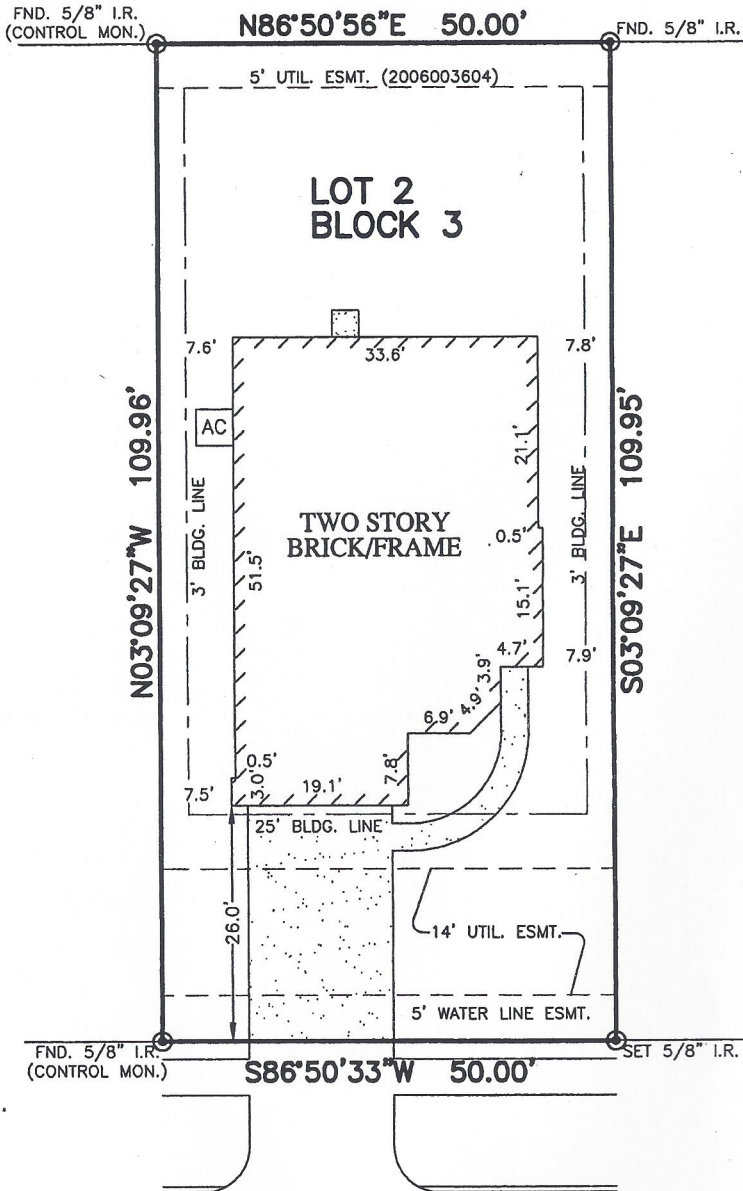 FND. 5/8" I.R.
(CONTROL MON.)
N86°50'56"E 50.00'
FND. 5/8" I.R.
5' UTIL. ESMT. (2006003604)
LOT 2
BLOCK 3
7.6'
33.6'
7.8'
AC
N03°09'27"W 109.96'
3' BLDG. LINE
51.5'
TWO STORY
BRICK/FRAME
21.1'
0.5'
15.1'
3' BLDG. LINE
S03°09'27"E 109.95'
4.7'
7.9'
3.9'
4.9'
6.9'
7.8'
0.5'
3.0'
19.1'
7.5'
25' BLDG. LINE
26.0'
14' UTIL. ESMT.
5' WATER LINE ESMT.
FND. 5/8" I.R.
(CONTROL MON.)
S86°50'33"W 50.00'
SET 5/8" I.R.